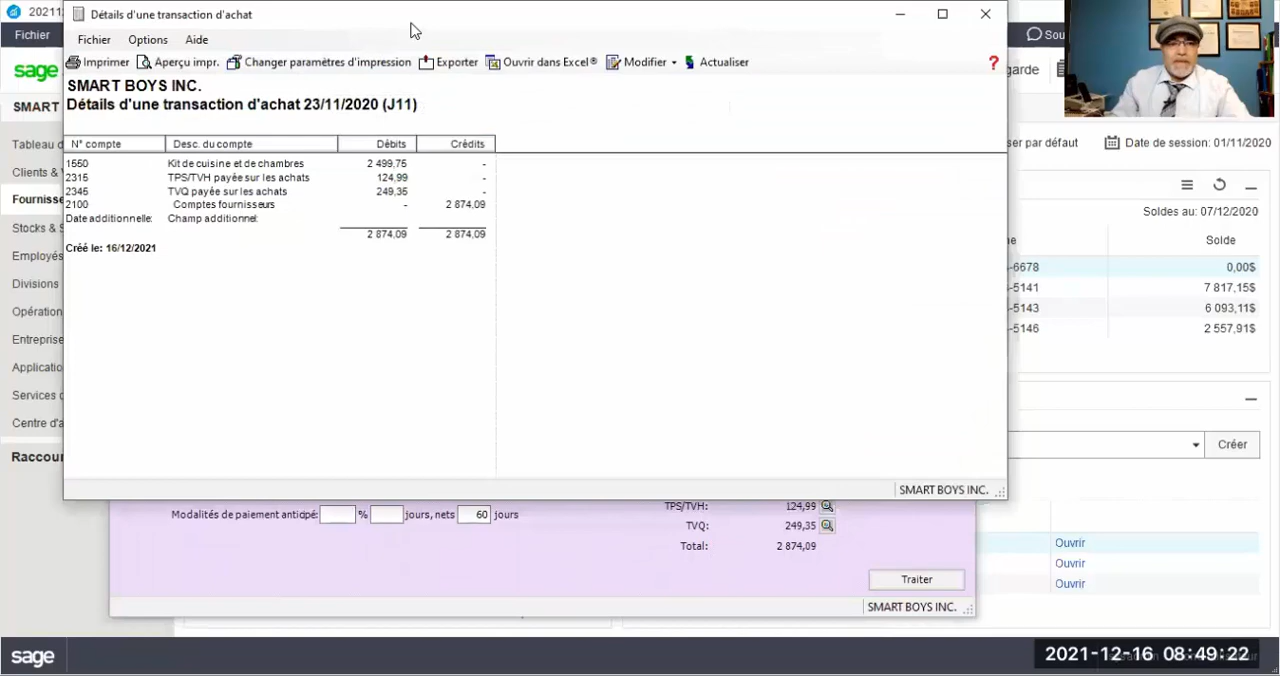 20211
Détails d'une transaction d'achat
Fichier
Fichier Options Aide
Sou
sage
Imprimer Aperçu impr. Changer paramètres d'impression Exporter Ouvrir dans Excel® Modifier Actualiser ?
garde
SMART BOYS INC.
SMART
Détails d'une transaction d'achat 23/11/2020 (J11)
Tableau d
N° compte Desc. du compte Débits Crédits
ser par défaut Date de session: 01/11/2020
1550 Kit de cuisine et de chambres 2 499,75 -
2315 TPS/TVH payée sur les achats 124,99 -
2345 TVQ payée sur les achats 249,35 -
2100 Comptes fournisseurs - 2 874,09
Date additionnelle: Champ additionnel:
2 874,09 2 874,09
Créé le: 16/12/2021
Clients &
Fournisse
Stocks & S
Employés
Divisions
Opération
Entreprise
Application
Services d
Centre d'a
Raccour
Soldes au: 07/12/2020
ne Solde
-6678 0,00$
-5141 7 817,15$
-5143 6 093,11$
-5146 2 557,91$
Créer
SMART BOYS INC.
Modalités de paiement anticipé: % jours, nets 60 jours
TPS/TVH: 124,99
TVQ: 249,35
Total: 2 874,09
Ouvrir
Ouvrir
Ouvrir
Traiter
SMART BOYS INC.
sage
2021-12-16 08:49:22